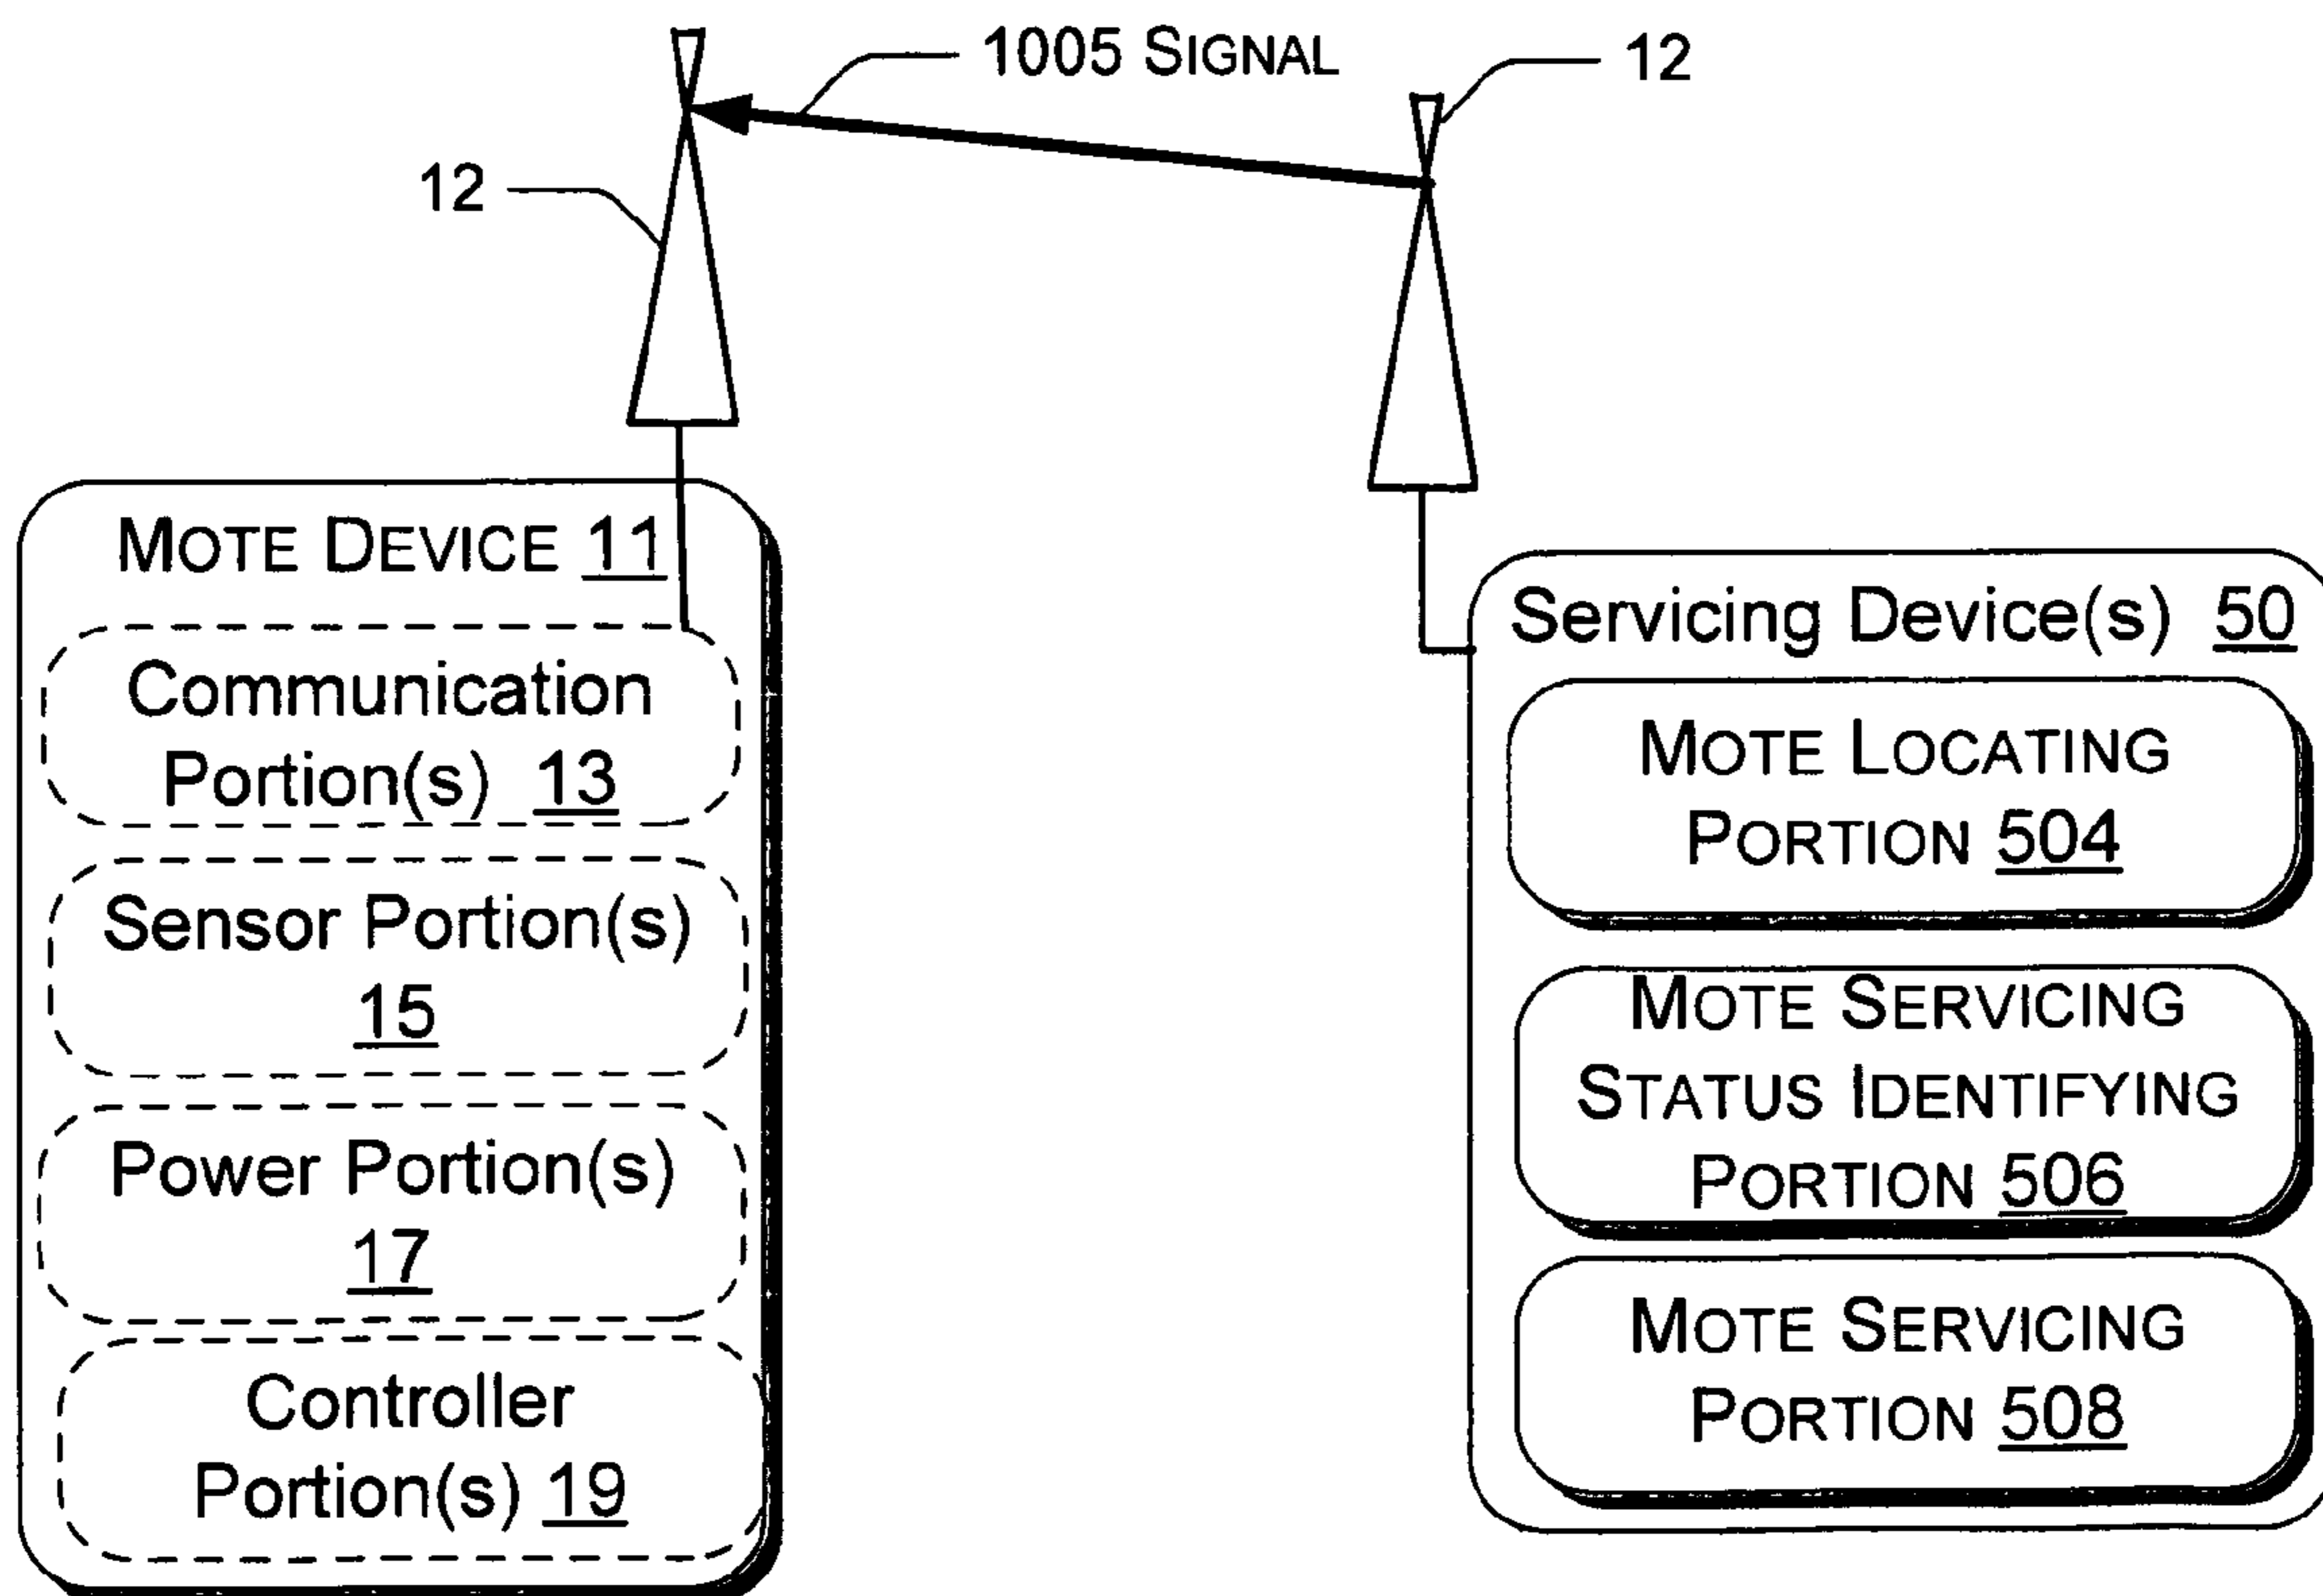 1005 SIGNAL
12
12
MOTE DEVICE 11
Communication
Portion(s) 13
Sensor Portion(s)
15
Power Portion(s)
17
Controller
Portion(s) 19
Servicing Device(s) 50
MOTE LOCATING
PORTION 504
MOTE SERVICING
STATUS IDENTIFYING
PORTION 506
MOTE SERVICING
PORTION 508